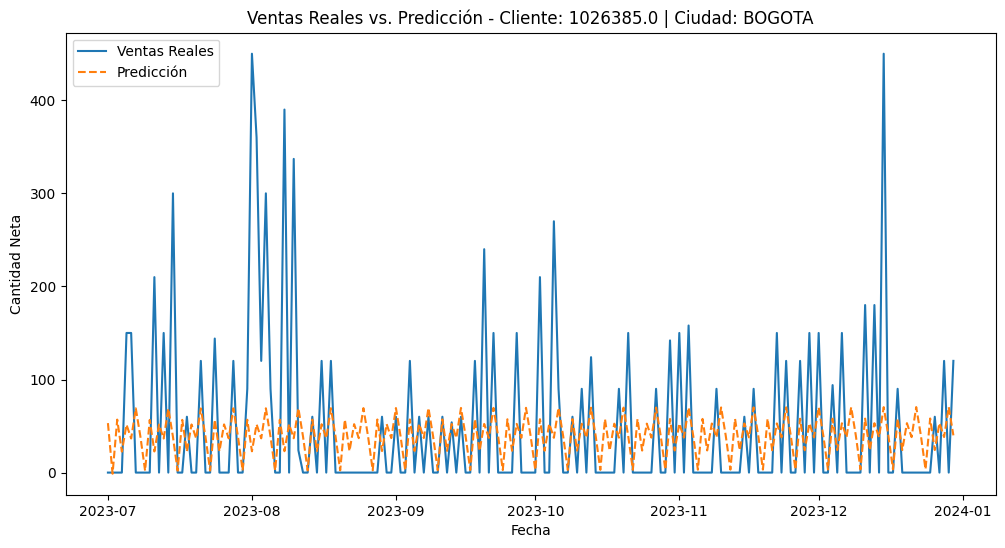 Ventas Reales vs. Predicción - Cliente: 1026385.0 | Ciudad: BOGOTA
Ventas Reales
Predicción
Cantidad Neta
400
300
200
100
0
2023-07
2023-08
2023-09
2023-10
2023-11
2023-12
2024-01
Fecha